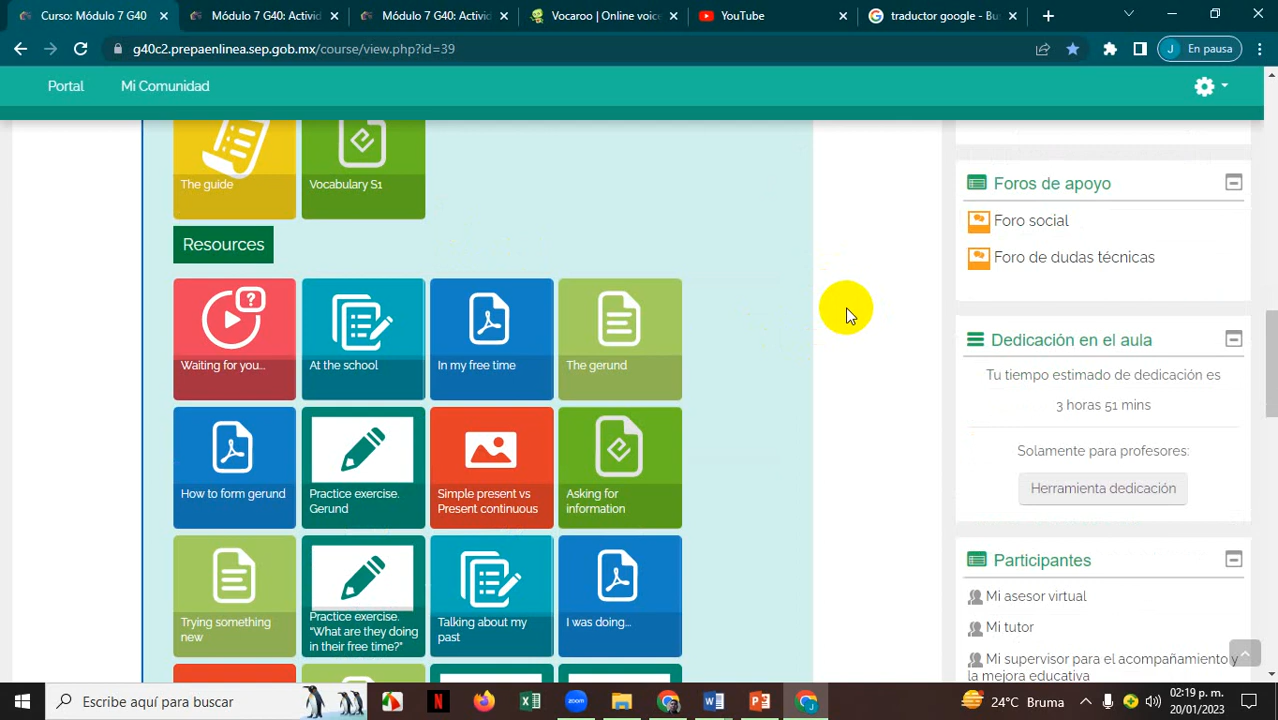 Curso: Módulo 7 G40
Módulo 7 G40: Activid
Módulo 7 G40: Activid
Vocaroo | Online voice
YouTube
traductor google - Bus
g40c2.prepaenlinea.sep.gob.mx/course/view.php?id=39
J
En pausa
Portal
Mi Comunidad
The guide
Vocabulary S1
Resources
Waiting for you...
At the school
In my free time
The gerund
How to form gerund
Practice exercise.
Gerund
Simple present vs
Present continuous
Asking for
information
Trying something
new
Practice exercise.
"What are they doing
in their free time?"
Talking about my
past
I was doing...
Foros de apoyo
Foro social
Foro de dudas técnicas
Dedicación en el aula
Tu tiempo estimado de dedicación es
3 horas 51 mins
Solamente para profesores:
Herramienta dedicación
Participantes
Mi asesor virtual
Mi tutor
Mi supervisor para el acompañamiento y
la mejora educativa
Escribe aquí para buscar
24°C Bruma
02:19 p. m.
20/01/2023